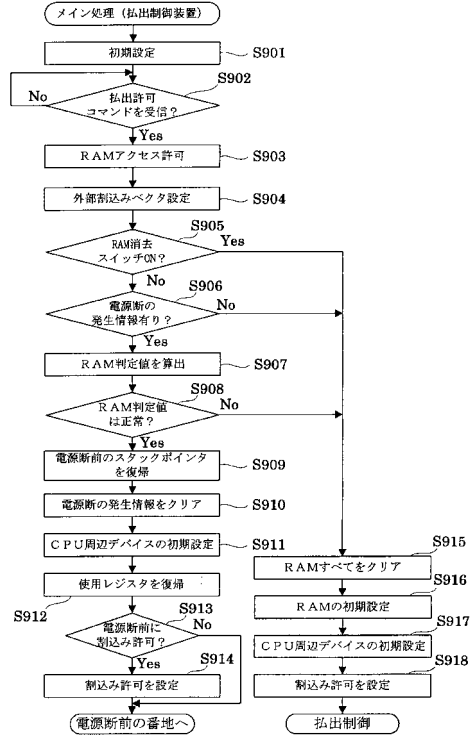 メイン処理（払出制御装置）
初期設定
S901
S902
No
払出許可
コマンドを受信？
Yes
RAMアクセス許可
S903
外部割込みベクタ設定
S904
S905
RAM消去
スイッチON？
Yes
No
S906
電源断の
発生情報有り？
No
Yes
RAM判定値を算出
S907
S908
RAM判定値
は正常？
No
Yes
電源断前のスタックポインタ
を復帰
S909
電源断の発生情報をクリア
S910
CPU周辺デバイスの初期設定
S911
使用レジスタを復帰
S912
S913
電源断前に
割込み許可？
No
Yes
S914
割込み許可を設定
電源断前の番地へ
S915
RAMすべてをクリア
S916
RAMの初期設定
S917
CPU周辺デバイスの初期設定
S918
割込み許可を設定
払出制御